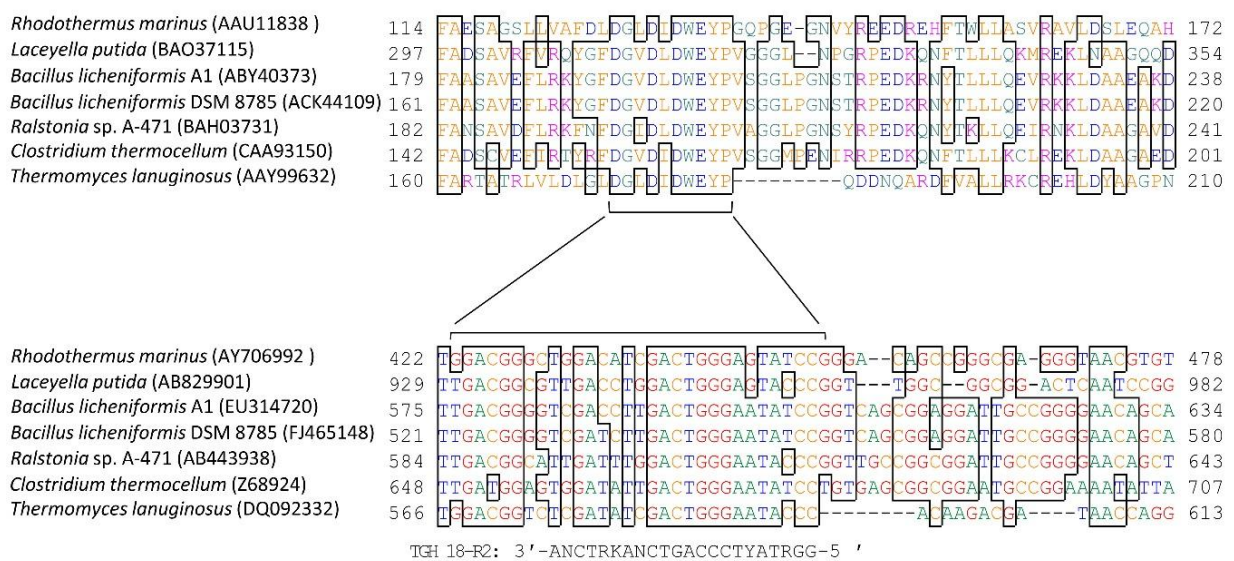 Rhodothermus marinus (AAU11838 ) 114 FAESAGSLLVAFDLDGLDIDWEYPGQPGE-GNVYREEDREHFTWLLASVRAVLDSLEQAH 172
Laceyella putida (BAO37115) 297 FADSAVRFVRQYGFDGVDLDWEYPVSGGL--NPGRPEDKQNFTLLLQKMREKLNAAGQQD 354
Bacillus licheniformis A1 (ABY40373) 179 FAASAVEFLRKYGFDGVDLDWEYPVSGGLPGNSTRPEDKRNYTLLLQEVRKKLDAAEAKD 238
Bacillus licheniformis DSM 8785 (ACK44109) 161 FAASAVEFLRKYGFDGVDLDWEYPVSGGLPGNSTRPEDKRNYTLLLQEVRKKLDAAEAKD 220
Ralstonia sp. A-471 (BAH03731) 182 FANSAVDFLRKFNFDGIDLDWEYPVAGGLPGNSYRPEDKQNYTKLLQEIRNKLDAAGAVD 241
Clostridium thermocellum (CAA93150) 142 FADSCVEFIRTYRFDGVDIDWEYPVSGGMPENIRRPEDKQNFTLLLKCLREKLDAAGAED 201
Thermomyces lanuginosus (AAY99632) 160 FARTATRLVLDLGLDGLDIDWEYP---------QDDNQARDFVALLRKCREHLDYAAGPN 210
Rhodothermus marinus (AY706992 ) 422 TGGACGGGCTGGACATCGACTGGGAGTATCCGGGA--CAGCCGGGCGA-GGGTAACGTGT 478
Laceyella putida (AB829901) 929 TTGACGGCGTTGACCTGGACTGGGAGTACCCGGT---TGGC--GGCGG-ACTCAATCCGG 982
Bacillus licheniformis A1 (EU314720) 575 TTGACGGGGTCGACCTTGACTGGGAATATCCGGTCAGCGGAGGATTGCCGGGGAACAGCA 634
Bacillus licheniformis DSM 8785 (FJ465148) 521 TTGACGGGGTCGATCTTGACTGGGAATATCCGGTCAGCGGAGGATTGCCGGGGAACAGCA 580
Ralstonia sp. A-471 (AB443938) 584 TTGACGGCATTGATTTGGACTGGGAATACCCGGTTGCCGGCGGATTGCCGGGGAACAGCT 643
Clostridium thermocellum (Z68924) 648 TTGATGGAGTGGATATTGACTGGGAATATCCTGTGAGCGGCGGAATGCCGGAAAATATTA 707
Thermomyces lanuginosus (DQ092332) 566 TGGACGGTCTCGATATCGACTGGGAATACCC--------ACAAGACGA----TAACCAGG 613
TGH 18-R2: 3'-ANCTRKANCTGACCCTYATRGG-5 '